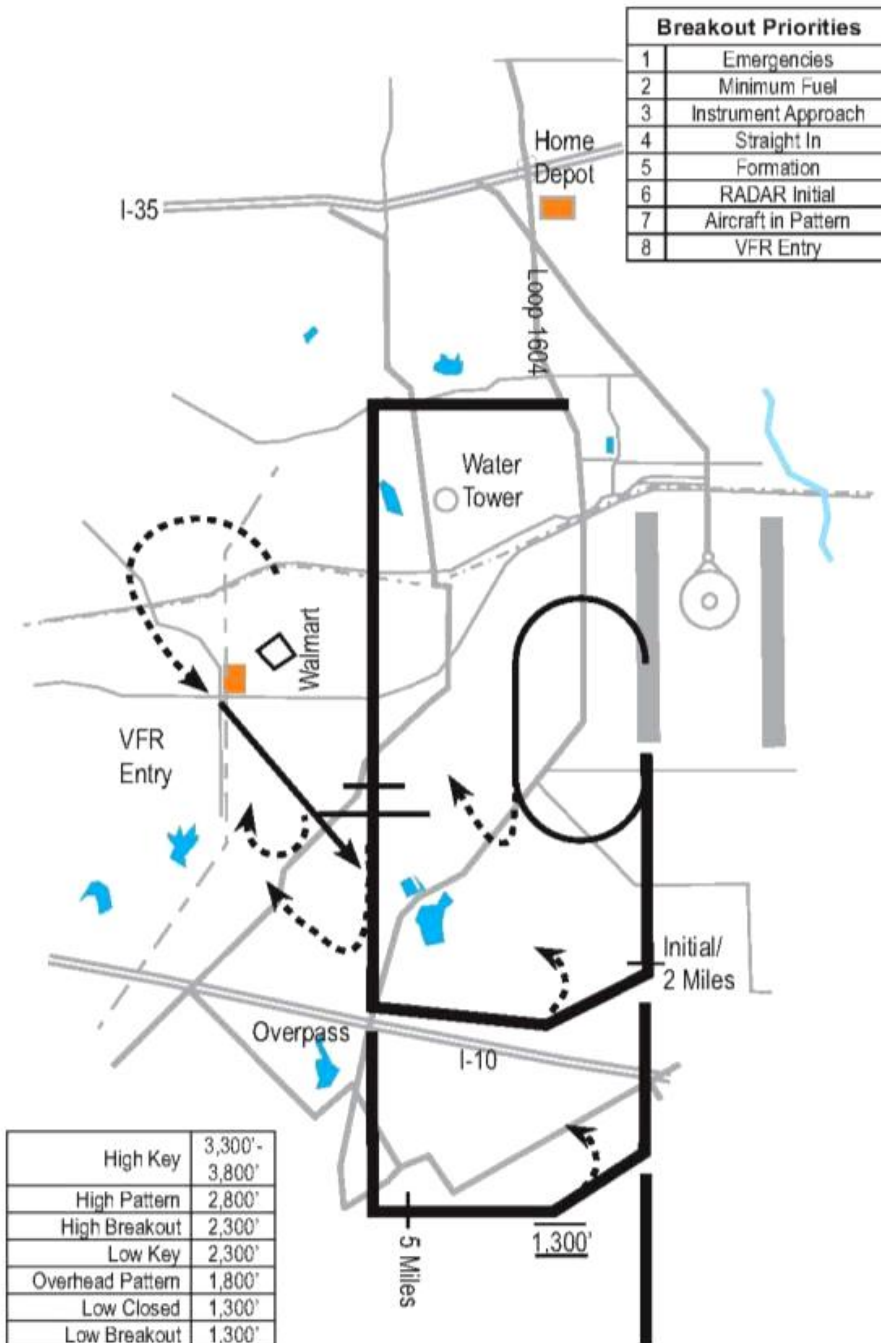 Breakout Priorities
1 Emergencies
2 Minimum Fuel
3 Instrument Approach
4 Straight In
5 Formation
6 RADAR Initial
7 Aircraft in Pattern
8 VFR Entry
Home
Depot
I-35
Loop 1604
Water
Tower
Walmart
VFR
Entry
Initial/
2 Miles
Overpass
I-10
5 Miles
1,300'
High Key 3,300'-
3,800'
High Pattern 2,800'
High Breakout 2,300'
Low Key 2,300'
Overhead Pattern 1,800'
Low Closed 1,300'
Low Breakout 1,300'